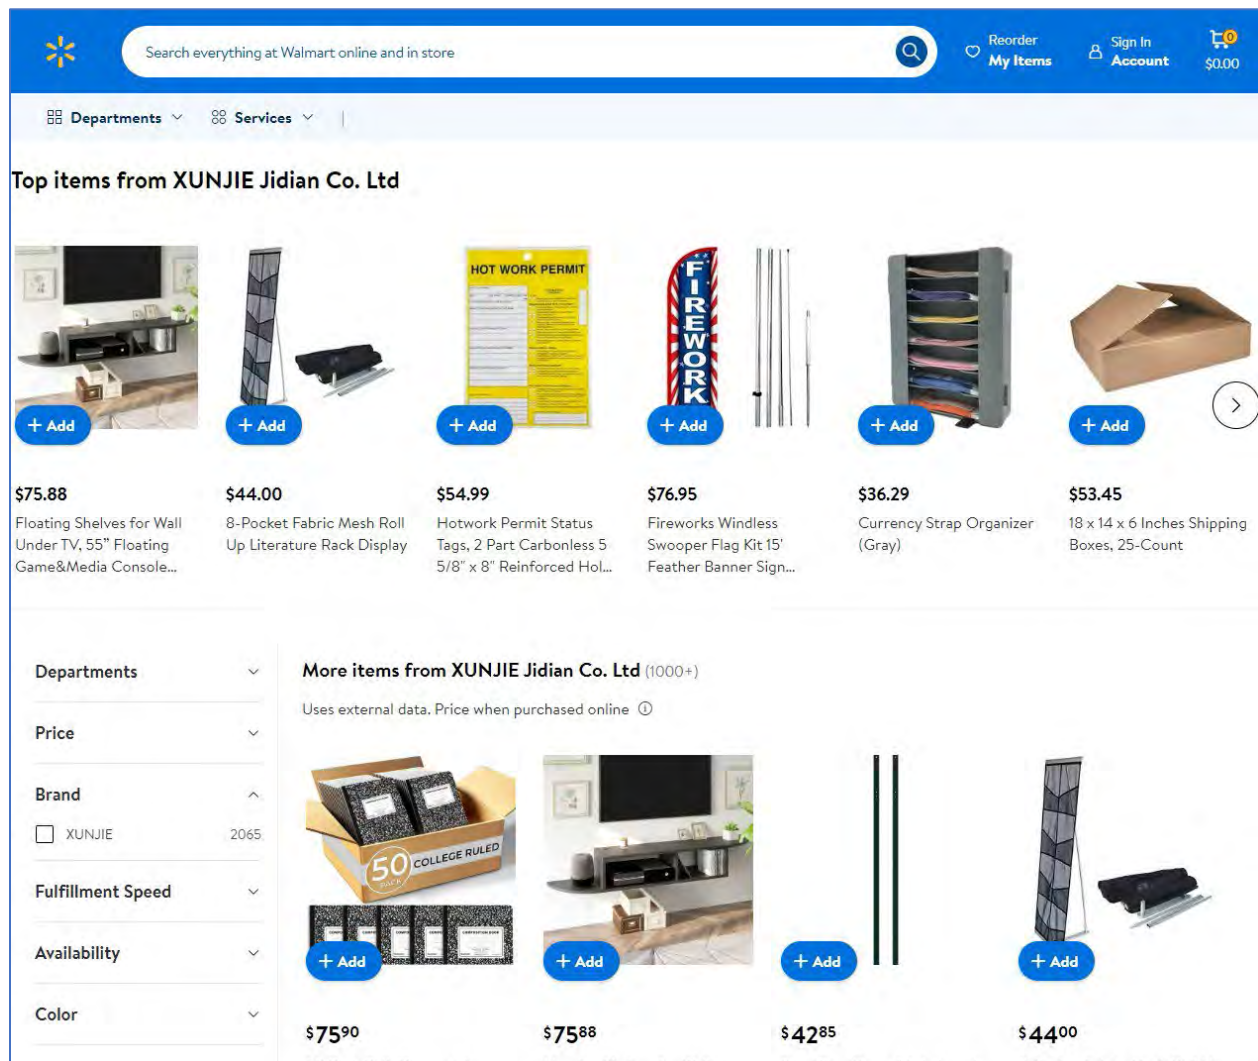 Search everything at Walmart online and in store
Reorder
My Items
Sign In
Account
0
$0.00
Departments
Services
Top items from XUNJIE Jidian Co. Ltd
HOT WORK PERMIT
FIREWORK
+ Add
+ Add
+ Add
+ Add
+ Add
+ Add
$75.88
$44.00
$54.99
$76.95
$36.29
$53.45
Floating Shelves for Wall
Under TV, 55” Floating
Game&Media Console...
8-Pocket Fabric Mesh Roll
Up Literature Rack Display
Hotwork Permit Status
Tags, 2 Part Carbonless 5
5/8" x 8" Reinforced Hol...
Fireworks Windless
Swooper Flag Kit 15'
Feather Banner Sign...
Currency Strap Organizer
(Gray)
18 x 14 x 6 Inches Shipping
Boxes, 25-Count
Departments
Price
Brand
XUNJIE 2065
Fulfillment Speed
Availability
Color
More items from XUNJIE Jidian Co. Ltd (1000+)
Uses external data. Price when purchased online
50 COLLEGE RULED
PACK
+ Add
+ Add
+ Add
+ Add
$75 90
$75 88
$42 85
$44 00